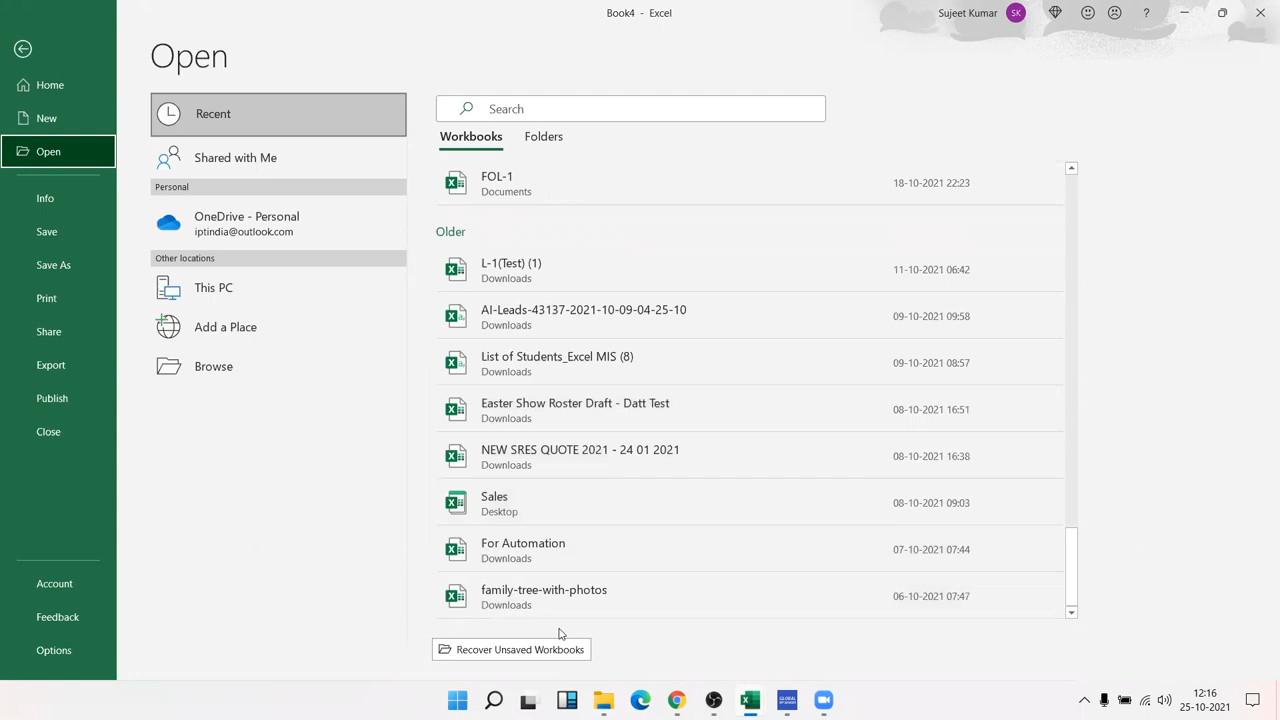 Book4 - Excel
Sujeet Kumar
SK
?
Home
New
Open
Info
Save
Save As
Print
Share
Export
Publish
Close
Account
Feedback
Options
Open
Recent
Shared with Me
Personal
OneDrive - Personal
iptindia@outlook.com
Other locations
This PC
Add a Place
Browse
Search
Workbooks Folders
FOL-1
Documents
18-10-2021 22:23
Older
L-1(Test) (1)
Downloads
11-10-2021 06:42
AI-Leads-43137-2021-10-09-04-25-10
Downloads
09-10-2021 09:58
List of Students_Excel MIS (8)
Downloads
09-10-2021 08:57
Easter Show Roster Draft - Datt Test
Downloads
08-10-2021 16:51
NEW SRES QUOTE 2021 - 24 01 2021
Downloads
08-10-2021 16:38
Sales
Desktop
08-10-2021 09:03
For Automation
Downloads
07-10-2021 07:44
family-tree-with-photos
Downloads
06-10-2021 07:47
Recover Unsaved Workbooks
GLOBAL
12:16
25-10-2021